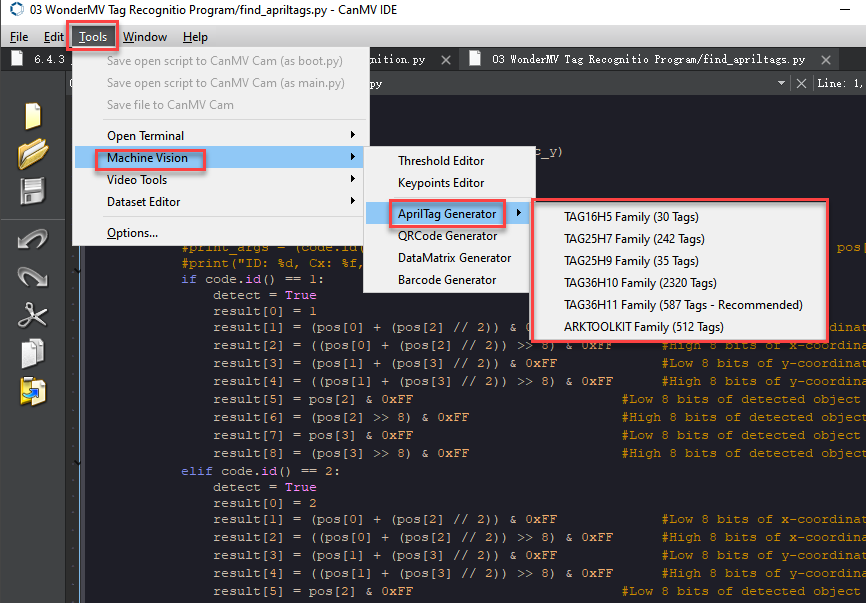 03 WonderMV Tag Recognitio Program/find_apriltags.py - CanMV IDE
File Edit Tools Window Help
6.4.3 nition.py 03 WonderMV Tag Recognitio Program/find_apriltags.py
py Line: 1,
Save open script to CanMV Cam (as boot.py)
Save open script to CanMV Cam (as main.py)
Save file to CanMV Cam
Open Terminal
Machine Vision
Video Tools
Dataset Editor
Options...
c_y)
Threshold Editor
Keypoints Editor
AprilTag Generator
QRCode Generator
DataMatrix Generator
Barcode Generator
TAG16H5 Family (30 Tags)
TAG25H7 Family (242 Tags)
TAG25H9 Family (35 Tags)
TAG36H10 Family (2320 Tags)
TAG36H11 Family (587 Tags - Recommended)
ARKTOOLKIT Family (512 Tags)
#print_args = (code.id( pos[
#print("ID: %d, Cx: %f,
if code.id() == 1:
detect = True
result[0] = 1
result[1] = (pos[0] + (pos[2] // 2)) & 0 dinat
result[2] = ((pos[0] + (pos[2] // 2)) >> 8) & 0xFF #High 8 bits of x-coordinat
result[3] = (pos[1] + (pos[3] // 2)) & 0xFF #Low 8 bits of y-coordinat
result[4] = ((pos[1] + (pos[3] // 2)) >> 8) & 0xFF #High 8 bits of y-coordinat
result[5] = pos[2] & 0xFF #Low 8 bits of detected object
result[6] = (pos[2] >> 8) & 0xFF #High 8 bits of detected object
result[7] = pos[3] & 0xFF #Low 8 bits of detected object
result[8] = (pos[3] >> 8) & 0xFF #High 8 bits of detected object
elif code.id() == 2:
detect = True
result[0] = 2
result[1] = (pos[0] + (pos[2] // 2)) & 0xFF #Low 8 bits of x-coordinat
result[2] = ((pos[0] + (pos[2] // 2)) >> 8) & 0xFF #High 8 bits of x-coordinat
result[3] = (pos[1] + (pos[3] // 2)) & 0xFF #Low 8 bits of y-coordinat
result[4] = ((pos[1] + (pos[3] // 2)) >> 8) & 0xFF #High 8 bits of y-coordinat
result[5] = pos[2] & 0xFF #Low 8 bits of detected object